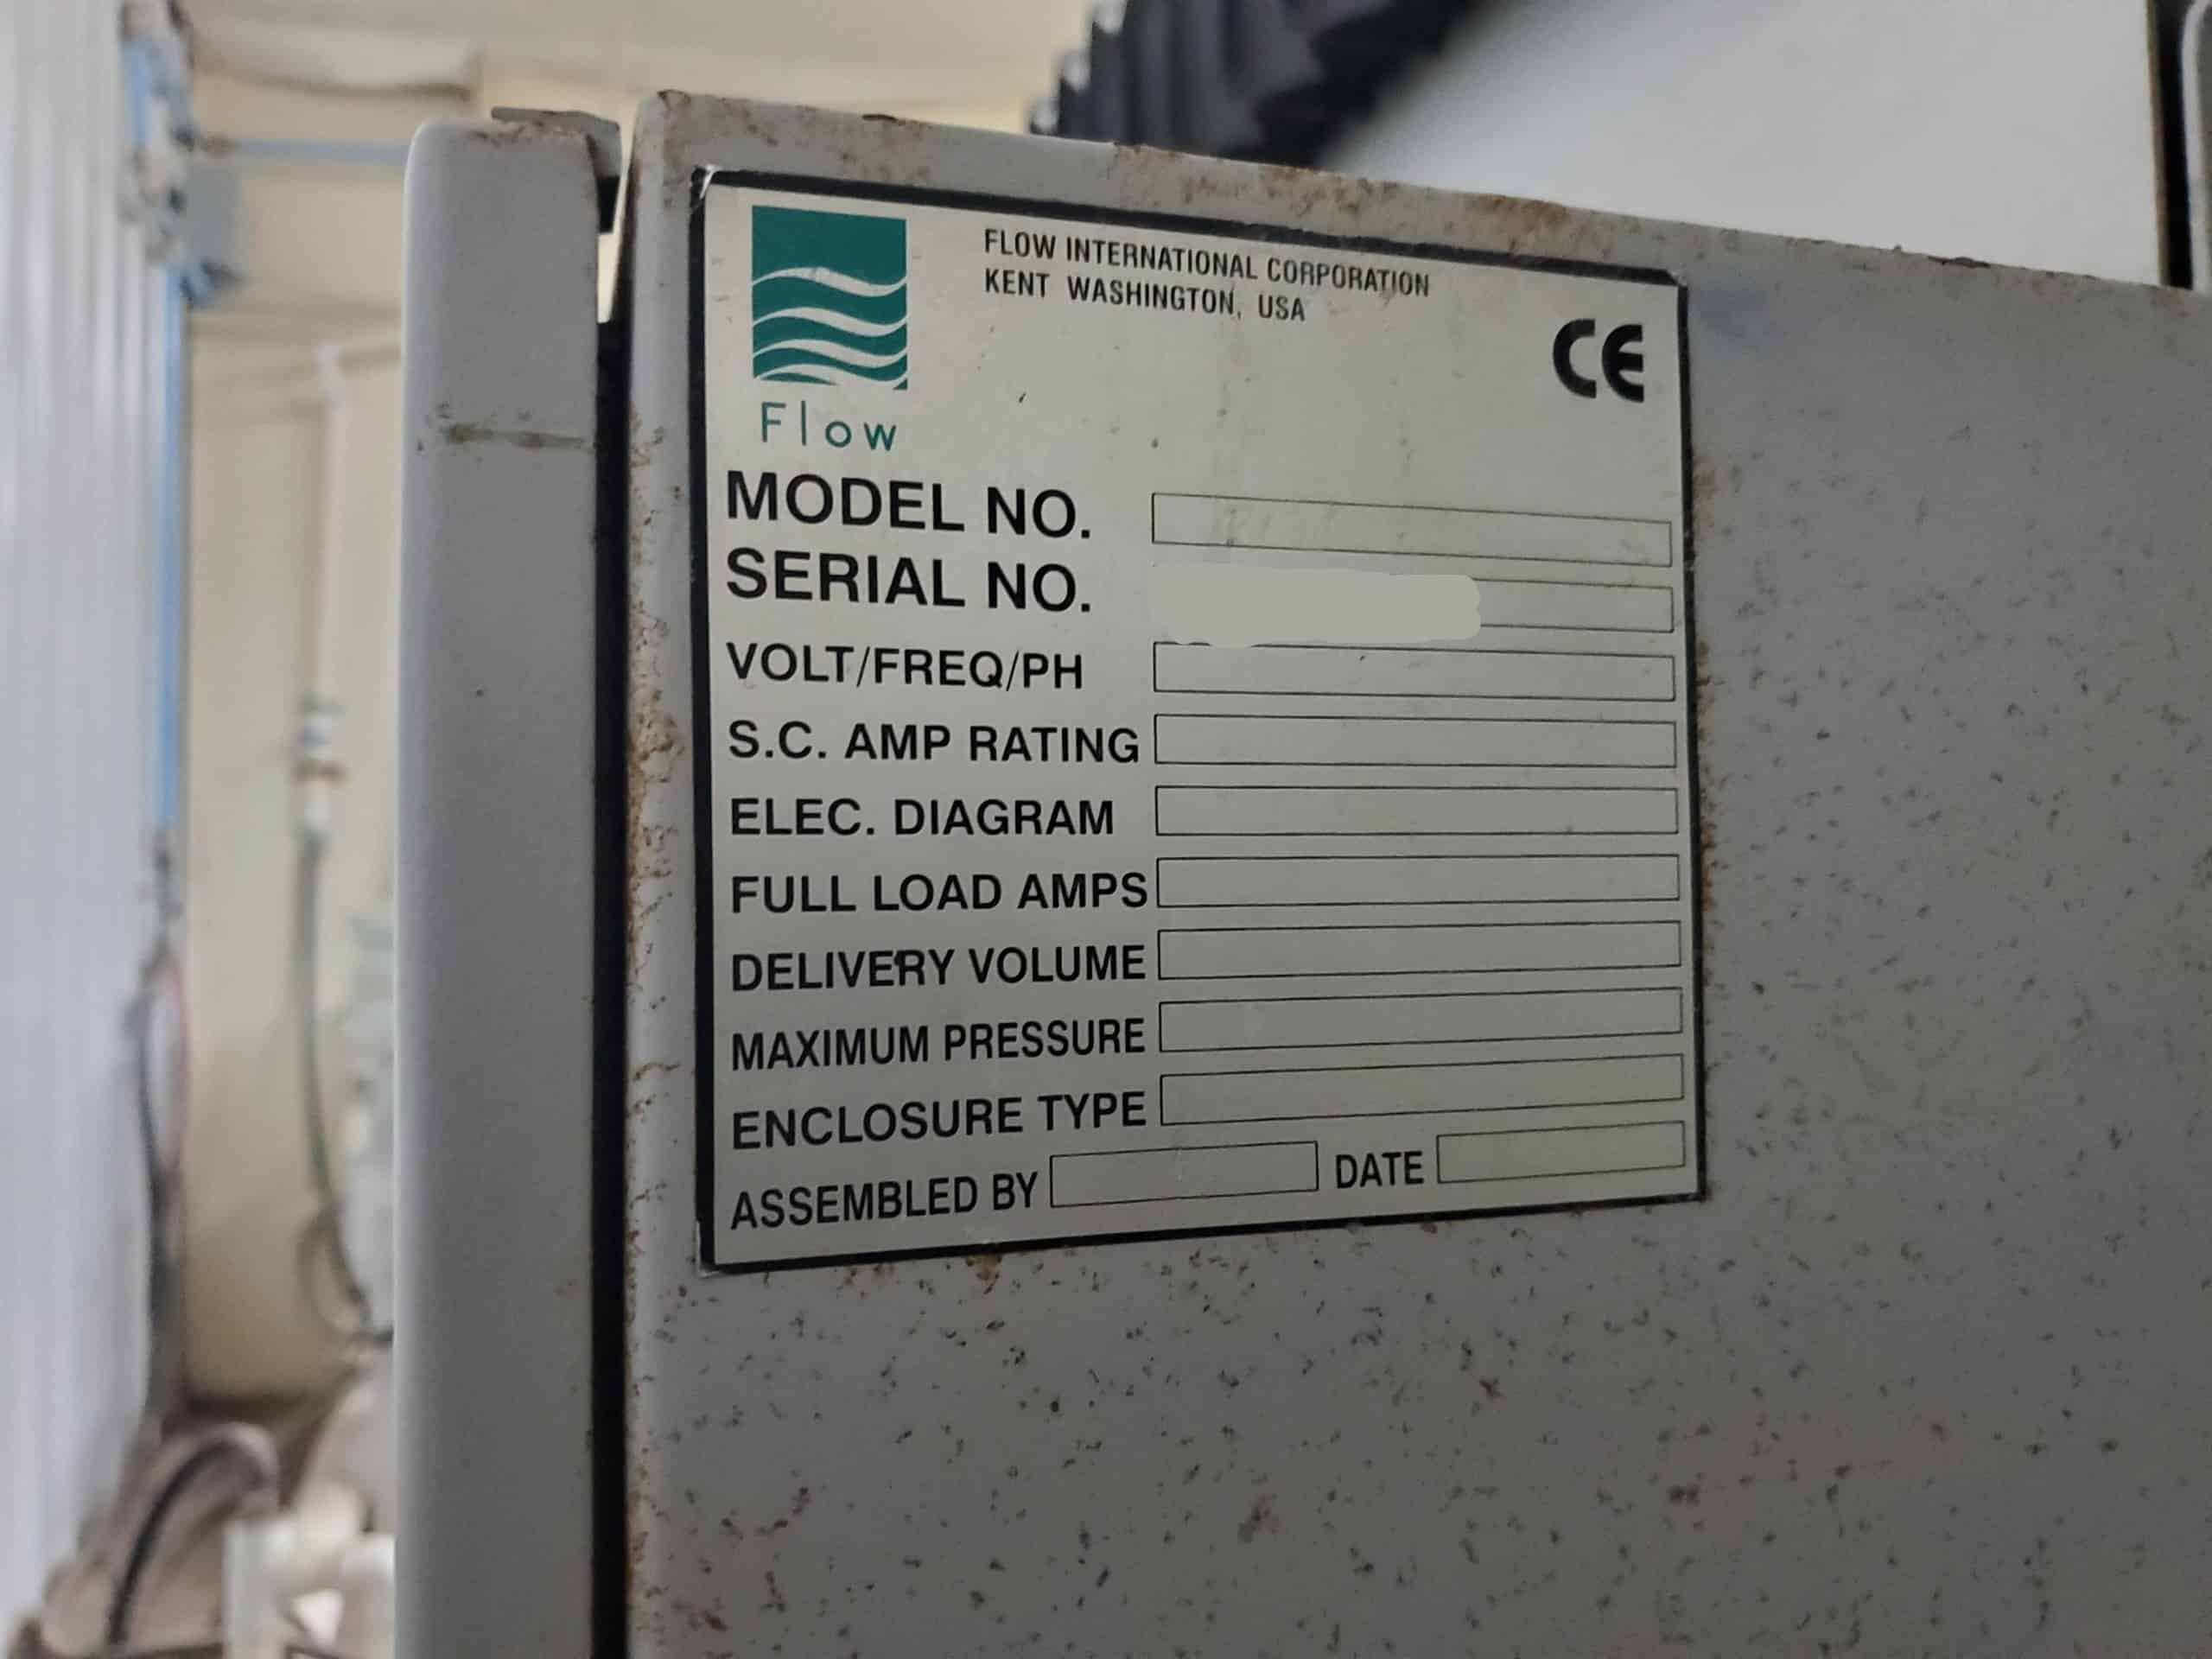 FLOW INTERNATIONAL CORPORATION
KENT WASHINGTON, USA
CE
Flow
MODEL NO.
SERIAL NO.
VOLT/FREQ/PH
S.C. AMP RATING
ELEC. DIAGRAM
FULL LOAD AMPS
DELIVERY VOLUME
MAXIMUM PRESSURE
ENCLOSURE TYPE
ASSEMBLED BY DATE